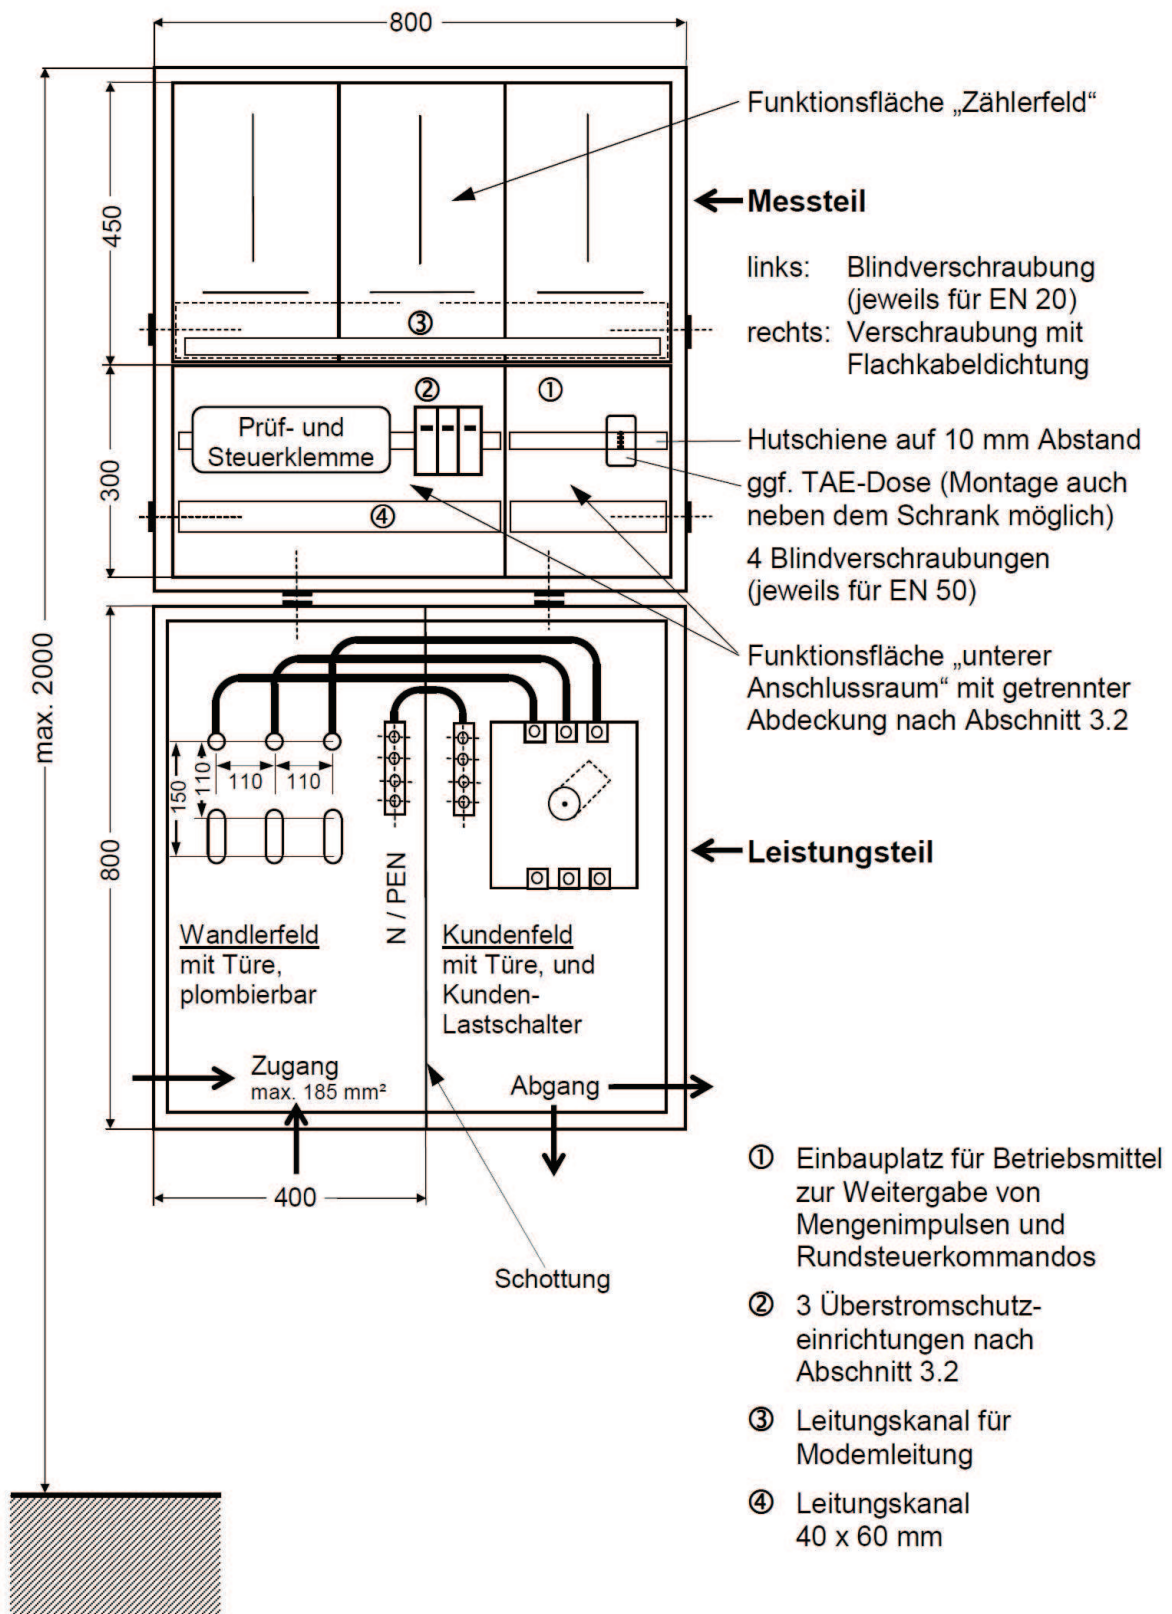 800
Funktionsfläche „Zählerfeld“
Messteil
450
links: Blindverschraubung
(jeweils für EN 20)
rechts: Verschraubung mit
Flachkabeldichtung
③
② ①
Prüf- und
Steuerklemme
300
④
Hutschiene auf 10 mm Abstand
ggf. TAE-Dose (Montage auch
neben dem Schrank möglich)
4 Blindverschraubungen
(jeweils für EN 50)
Funktionsfläche „unterer
Anschlussraum“ mit getrennter
Abdeckung nach Abschnitt 3.2
max. 2000
110 110
150
110
800
Leistungsteil
N / PEN
Wandlerfeld
mit Türe,
plombierbar
Kundenfeld
mit Türe, und
Kunden-
Lastschalter
Zugang
max. 185 mm²
Abgang
400
Schottung
① Einbauplatz für Betriebsmittel
zur Weitergabe von
Mengenimpulsen und
Rundsteuerkommandos
② 3 Überstromschutz-
einrichtungen nach
Abschnitt 3.2
③ Leitungskanal für
Modemleitung
④ Leitungskanal
40 x 60 mm